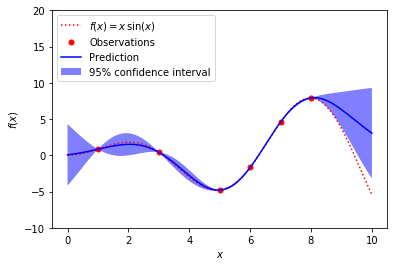 f(x) = x sin(x)
Observations
Prediction
95% confidence interval
20
15
10
5
0
−5
−10
f(x)
0 2 4 6 8 10
x